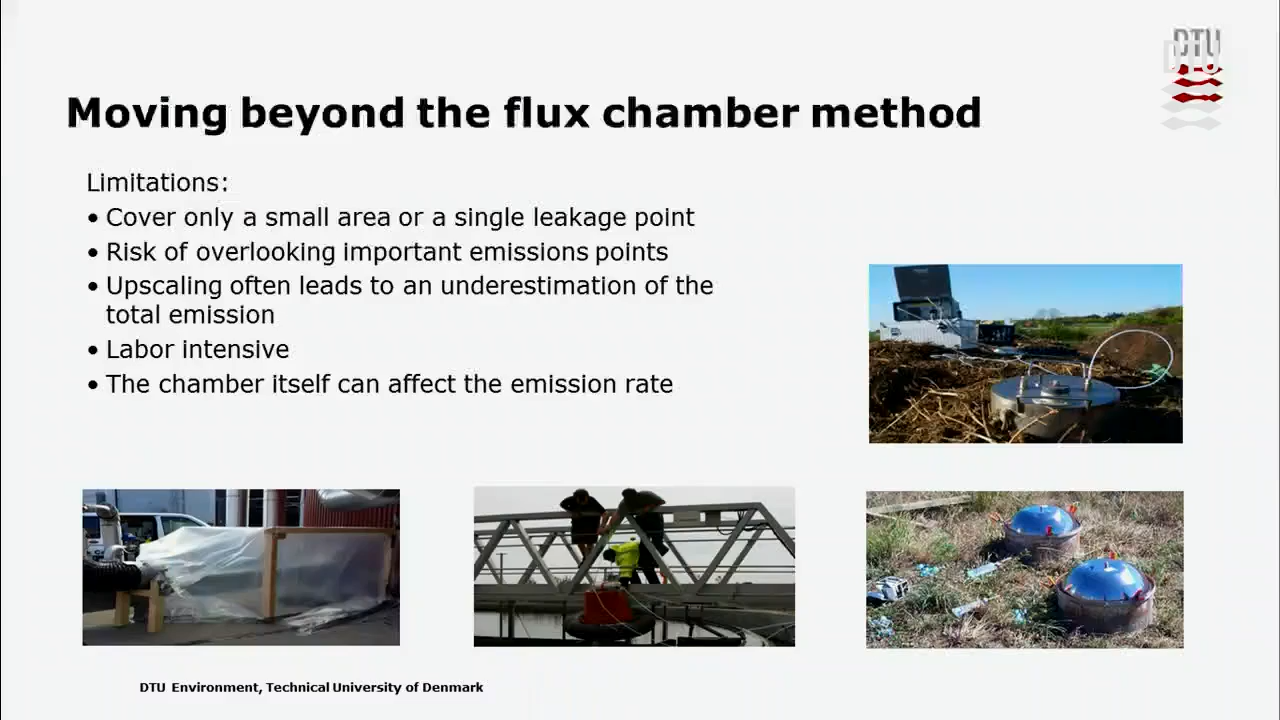 DTU
Moving beyond the flux chamber method
Limitations:
• Cover only a small area or a single leakage point
• Risk of overlooking important emissions points
• Upscaling often leads to an underestimation of the
total emission
• Labor intensive
• The chamber itself can affect the emission rate
DTU Environment, Technical University of Denmark